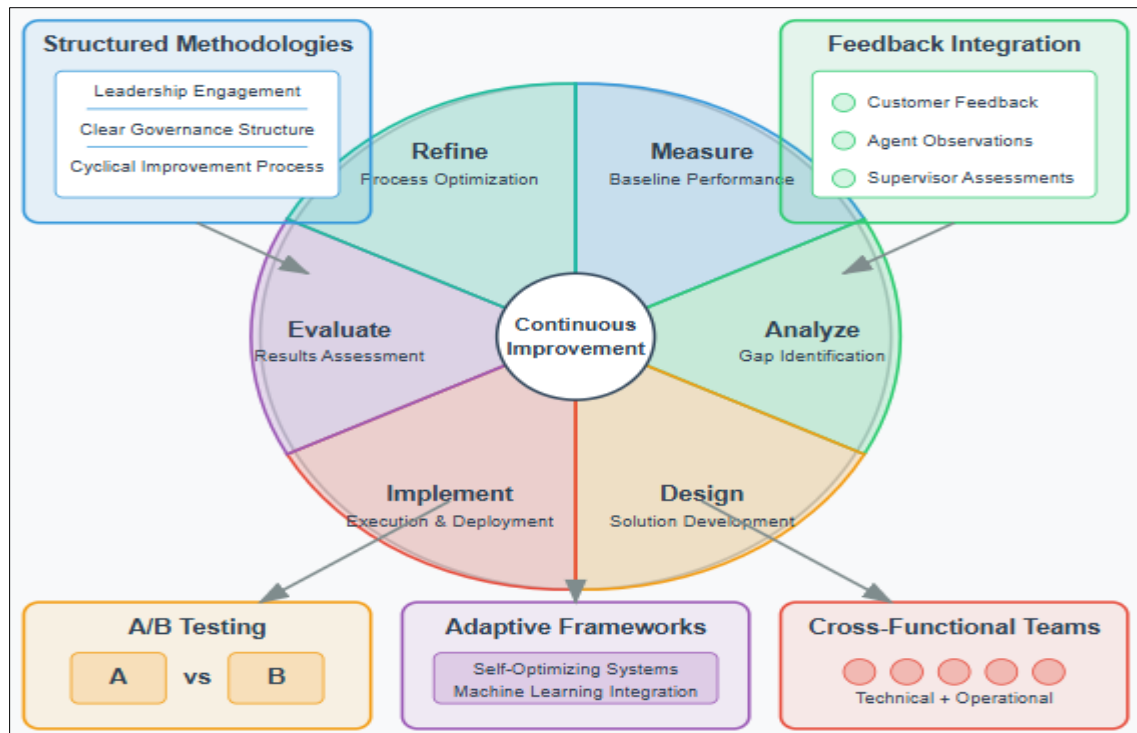 Structured Methodologies
Leadership Engagement
Clear Governance Structure
Cyclical Improvement Process
Feedback Integration
Customer Feedback
Agent Observations
Supervisor Assessments
Refine
Process Optimization
Measure
Baseline Performance
Evaluate
Results Assessment
Continuous
Improvement
Analyze
Gap Identification
Implement
Execution & Deployment
Design
Solution Development
A/B Testing
A vs B
Adaptive Frameworks
Self-Optimizing Systems
Machine Learning Integration
Cross-Functional Teams
Technical + Operational